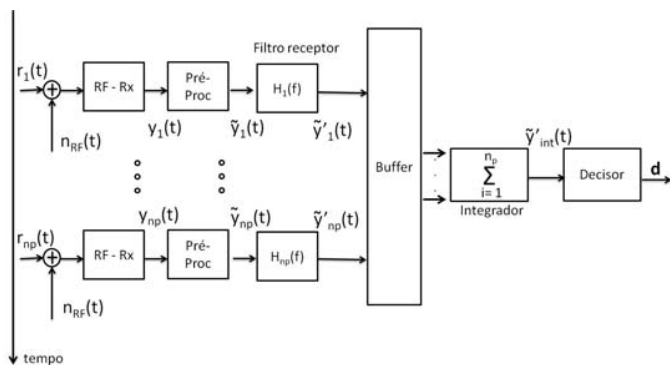 Filtro receptor
r1(t)
RF - Rx
Pré-
Proc
H1(f)
nRF(t)
y1(t)
ỹ1(t)
ỹ'1(t)
Buffer
np
∑
i= 1
Integrador
ỹ'int(t)
Decisor
d
rnp(t)
ynp(t)
ỹnp(t)
ỹ'np(t)
RF - Rx
Pré-
Proc
Hnp(f)
nRF(t)
tempo